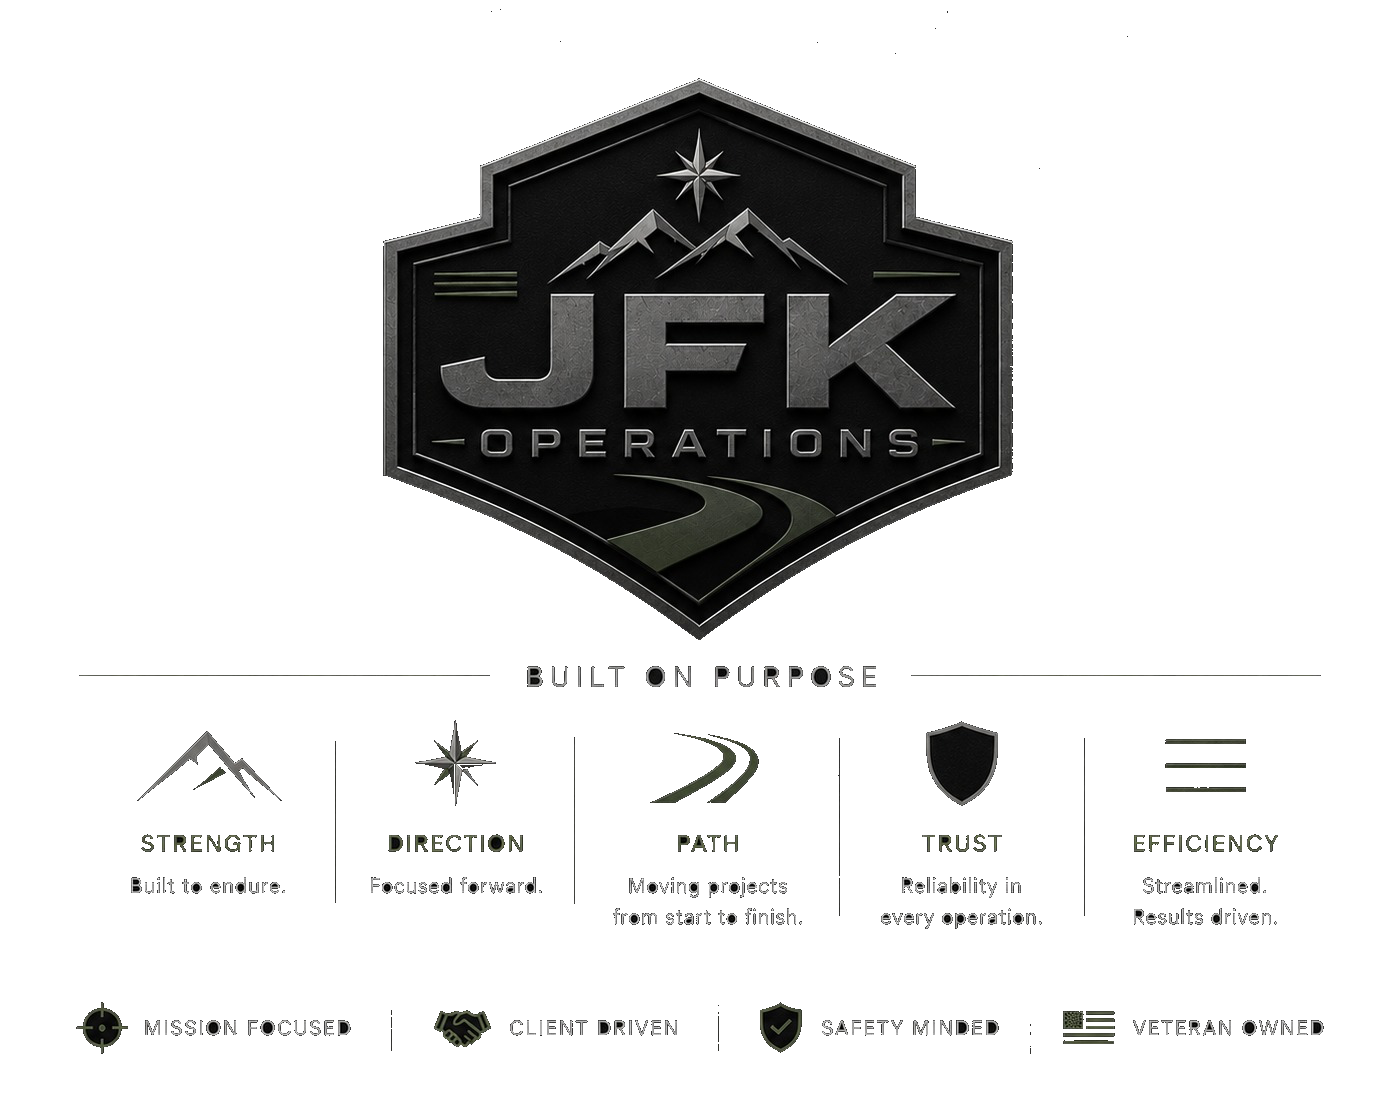 JFK
OPERATIONS
BUILT ON PURPOSE
STRENGTH
Built to endure.
DIRECTION
Focused forward.
PATH
Moving projects
from start to finish.
TRUST
Reliability in
every operation.
EFFICIENCY
Streamlined.
Results driven.
MISSION FOCUSED
CLIENT DRIVEN
SAFETY MINDED
VETERAN OWNED